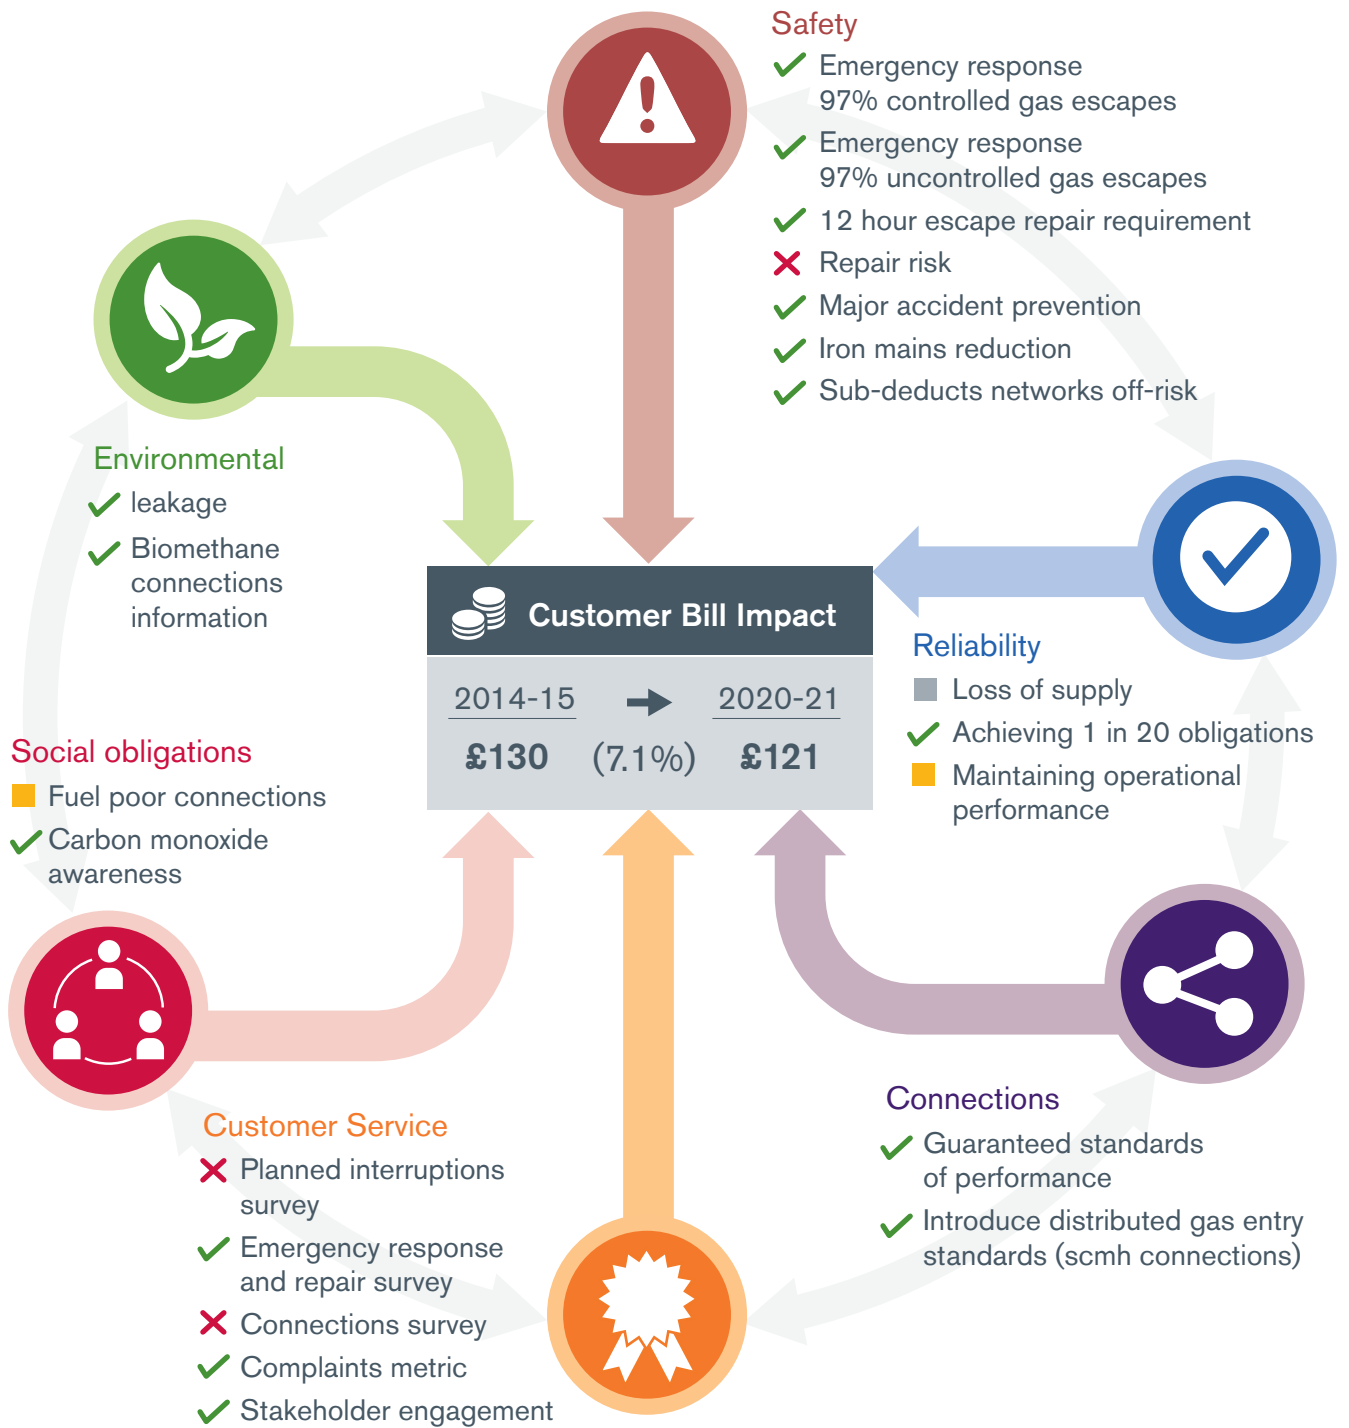 Safety
Emergency response
97% controlled gas escapes
Emergency response
97% uncontrolled gas escapes
12 hour escape repair requirement
Repair risk
Major accident prevention
Iron mains reduction
Sub-deducts networks off-risk
Environmental
leakage
Biomethane
connections
information
Customer Bill Impact
2014-15
2020-21
£130
(7.1%)
£121
Reliability
Loss of supply
Achieving 1 in 20 obligations
Maintaining operational
performance
Social obligations
Fuel poor connections
Carbon monoxide
awareness
Connections
Guaranteed standards
of performance
Introduce distributed gas entry
standards (scmh connections)
Customer Service
Planned interruptions
survey
Emergency response
and repair survey
Connections survey
Complaints metric
Stakeholder engagement